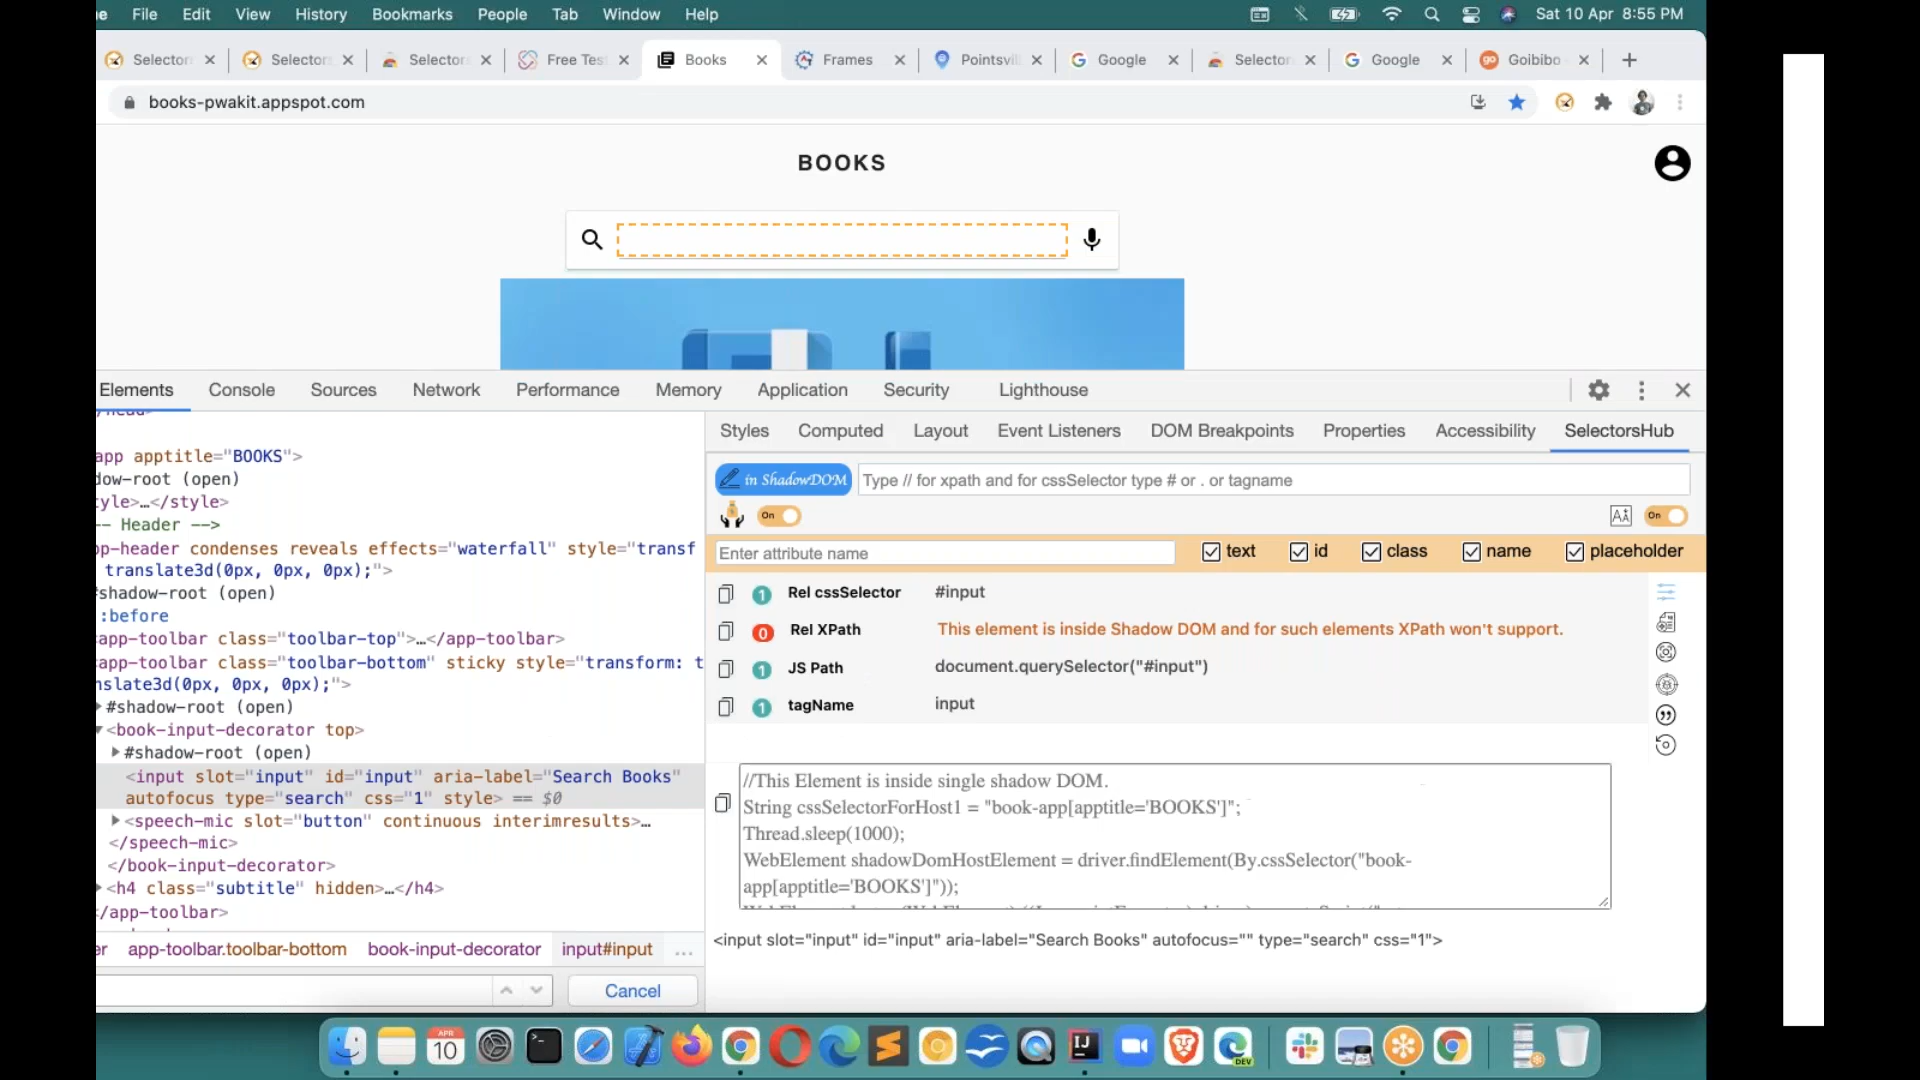 File Edit View History Bookmarks People Tab Window Help
Sat 10 Apr 8:55 PM
Selector Selector Selector Free Tes Books Frames Pointsvil Google Selector Google Goibibo
books-pwakit.appspot.com
BOOKS
Elements Console Sources Network Performance Memory Application Security Lighthouse
Styles Computed Layout Event Listeners DOM Breakpoints Properties Accessibility SelectorsHub
app apptitle="BOOKS">
dow-root (open)
tyle>…</style>
-- Header -->
pp-header condenses reveals effects="waterfall" style="transf
translate3d(0px, 0px, 0px);">
#shadow-root (open)
:before
<app-toolbar class="toolbar-top">…</app-toolbar>
<app-toolbar class="toolbar-bottom" sticky style="transform: t
nslate3d(0px, 0px, 0px);">
#shadow-root (open)
<book-input-decorator top>
#shadow-root (open)
<input slot="input" id="input" aria-label="Search Books"
autofocus type="search" css="1" style> == $0
<speech-mic slot="button" continuous interimresults>…
</speech-mic>
</book-input-decorator>
<h4 class="subtitle" hidden>…</h4>
/app-toolbar>
er app-toolbar.toolbar-bottom book-input-decorator input#input ...
Cancel
in ShadowDOM Type // for xpath and for cssSelector type # or . or tagname
On On
Enter attribute name text id class name placeholder
1 Rel cssSelector #input
0 Rel XPath This element is inside Shadow DOM and for such elements XPath won't support.
1 JS Path document.querySelector("#input")
1 tagName input
//This Element is inside single shadow DOM.
String cssSelectorForHost1 = "book-app[apptitle='BOOKS']";
Thread.sleep(1000);
WebElement shadowDomHostElement = driver.findElement(By.cssSelector("book-
app[apptitle='BOOKS']"));
<input slot="input" id="input" aria-label="Search Books" autofocus="" type="search" css="1">
APR
10
IJ
DEV